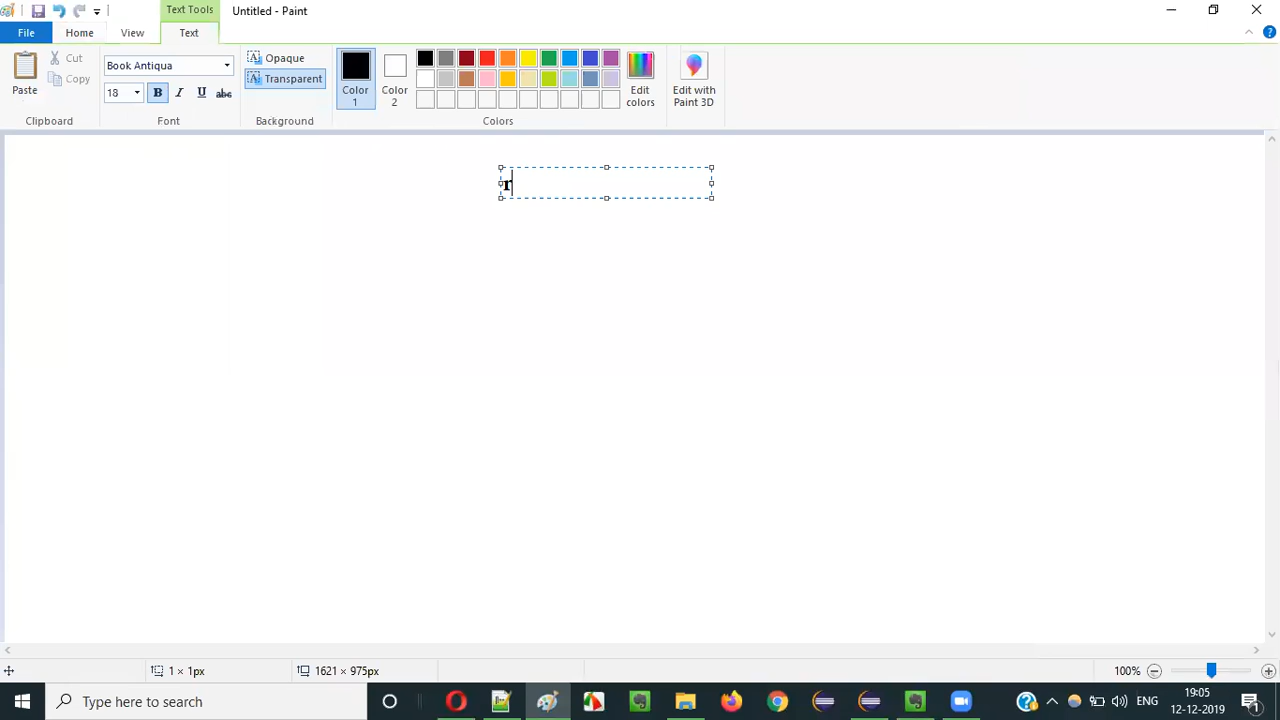 Text Tools
Untitled - Paint
File
Home
View
Text
Paste
Cut
Copy
Clipboard
Book Antiqua
18
B
I
U
abc
Font
A Opaque
A Transparent
Background
Color 1
Color 2
Edit colors
Colors
Edit with Paint 3D
r
1 × 1px
1621 × 975px
100%
Type here to search
ENG
19:05
12-12-2019
1